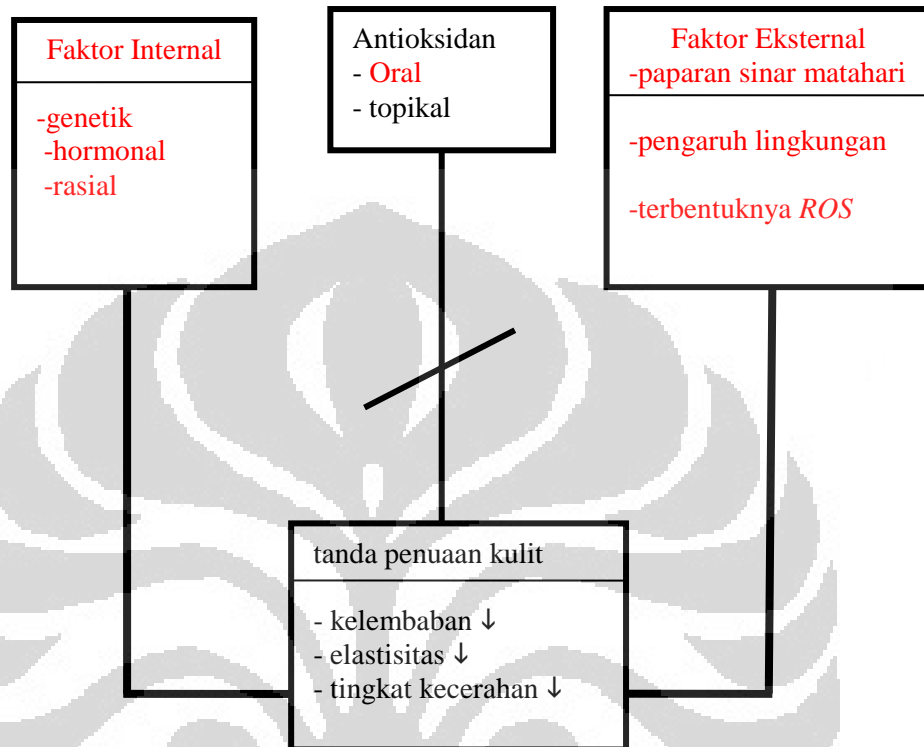 Faktor Internal
-genetik
-hormonal
-rasial
Antioksidan
- Oral
- topikal
Faktor Eksternal
-paparan sinar matahari
-pengaruh lingkungan
-terbentuknya ROS
tanda penuaan kulit
- kelembaban ↓
- elastisitas ↓
- tingkat kecerahan ↓